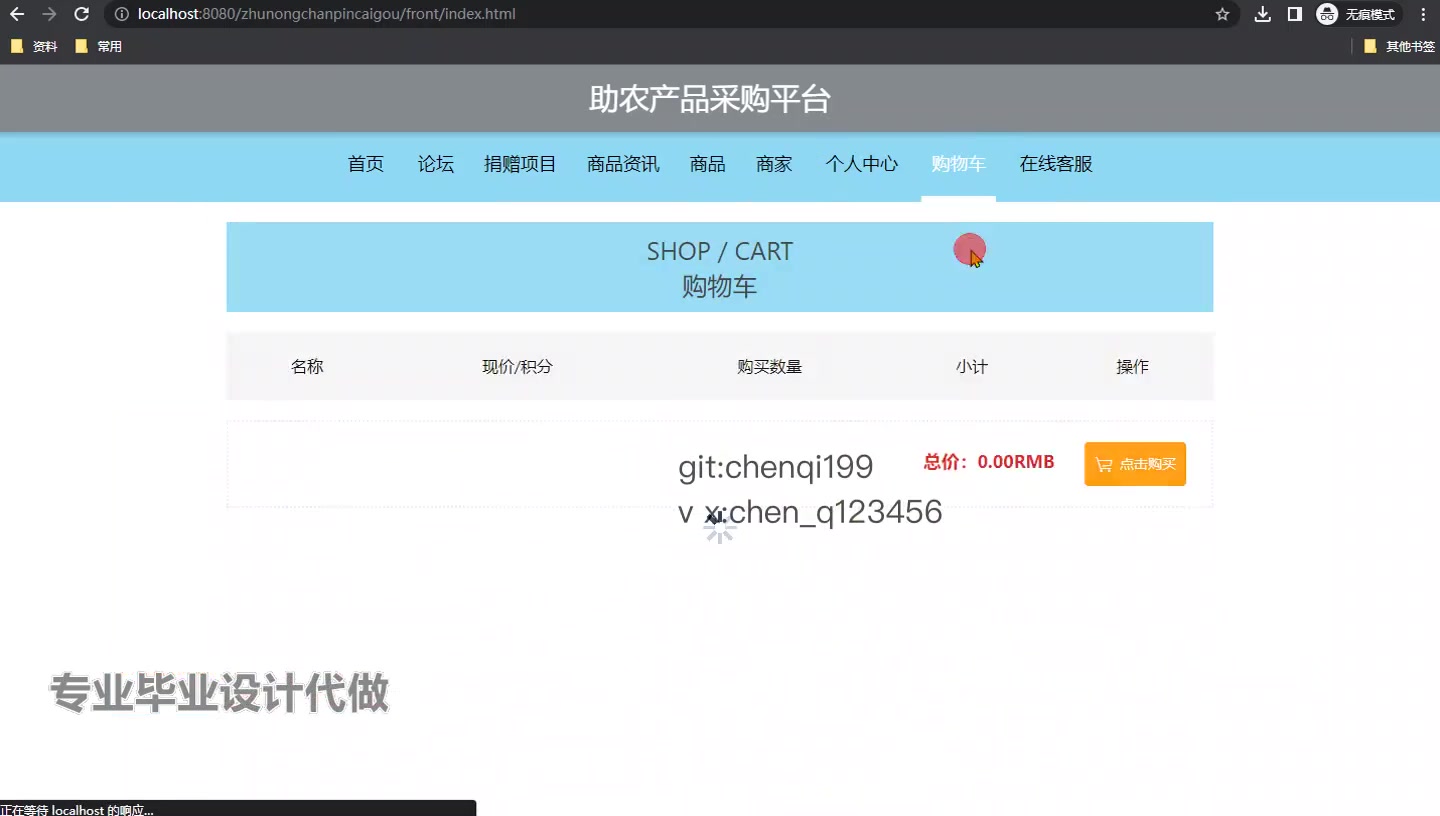 localhost:8080/zhunongchanpincaigou/front/index.html
无痕模式
资料
常用
其他书签
助农产品采购平台
首页
论坛
捐赠项目
商品资讯
商品
商家
个人中心
购物车
在线客服
SHOP / CART
购物车
名称
现价/积分
购买数量
小计
操作
总价：0.00RMB
点击购买
git:chenqi199
v x:chen_q123456
专业毕业设计代做
正在等待 localhost 的响应...